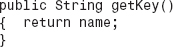 public String getKey()
{  return name;
}